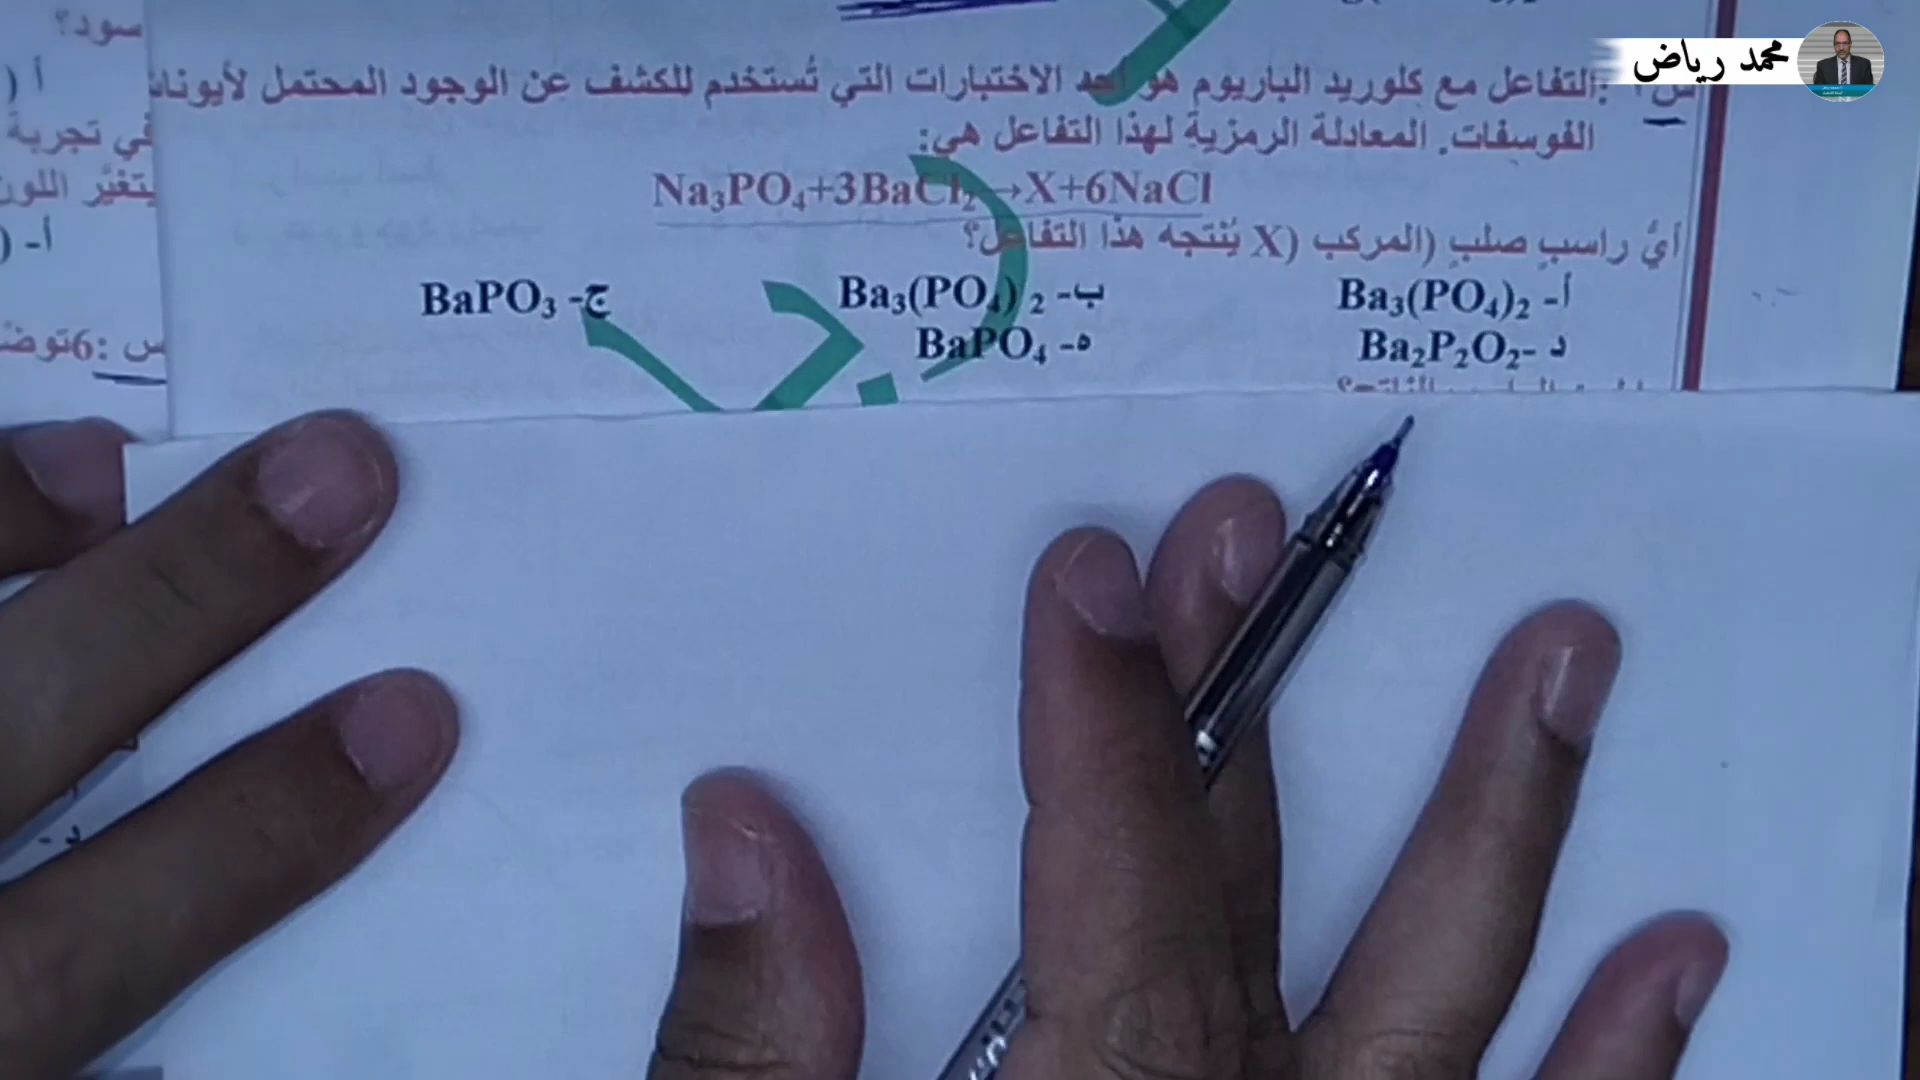 محمد رياض
سود؟
أ (
:التفاعل مع كلوريد الباريوم هو أحد الاختبارات التي تُستخدم للكشف عن الوجود المحتمل لأيونات
في تجربة
الفوسفات. المعادلة الرمزية لهذا التفاعل هي:
يتغيَّر اللون
Na₃PO₄+3BaCl₂→X+6NaCl
أ- (
أيُّ راسبٍ صلبٍ (المركب X) يُنْتجه هذا التفاعل؟
أ- Ba₃(PO₄)₂
ب- Ba₃(PO₄) ₂
ج- BaPO₃
د -Ba₂P₂O₂
ه- BaPO₄
س :6
د -